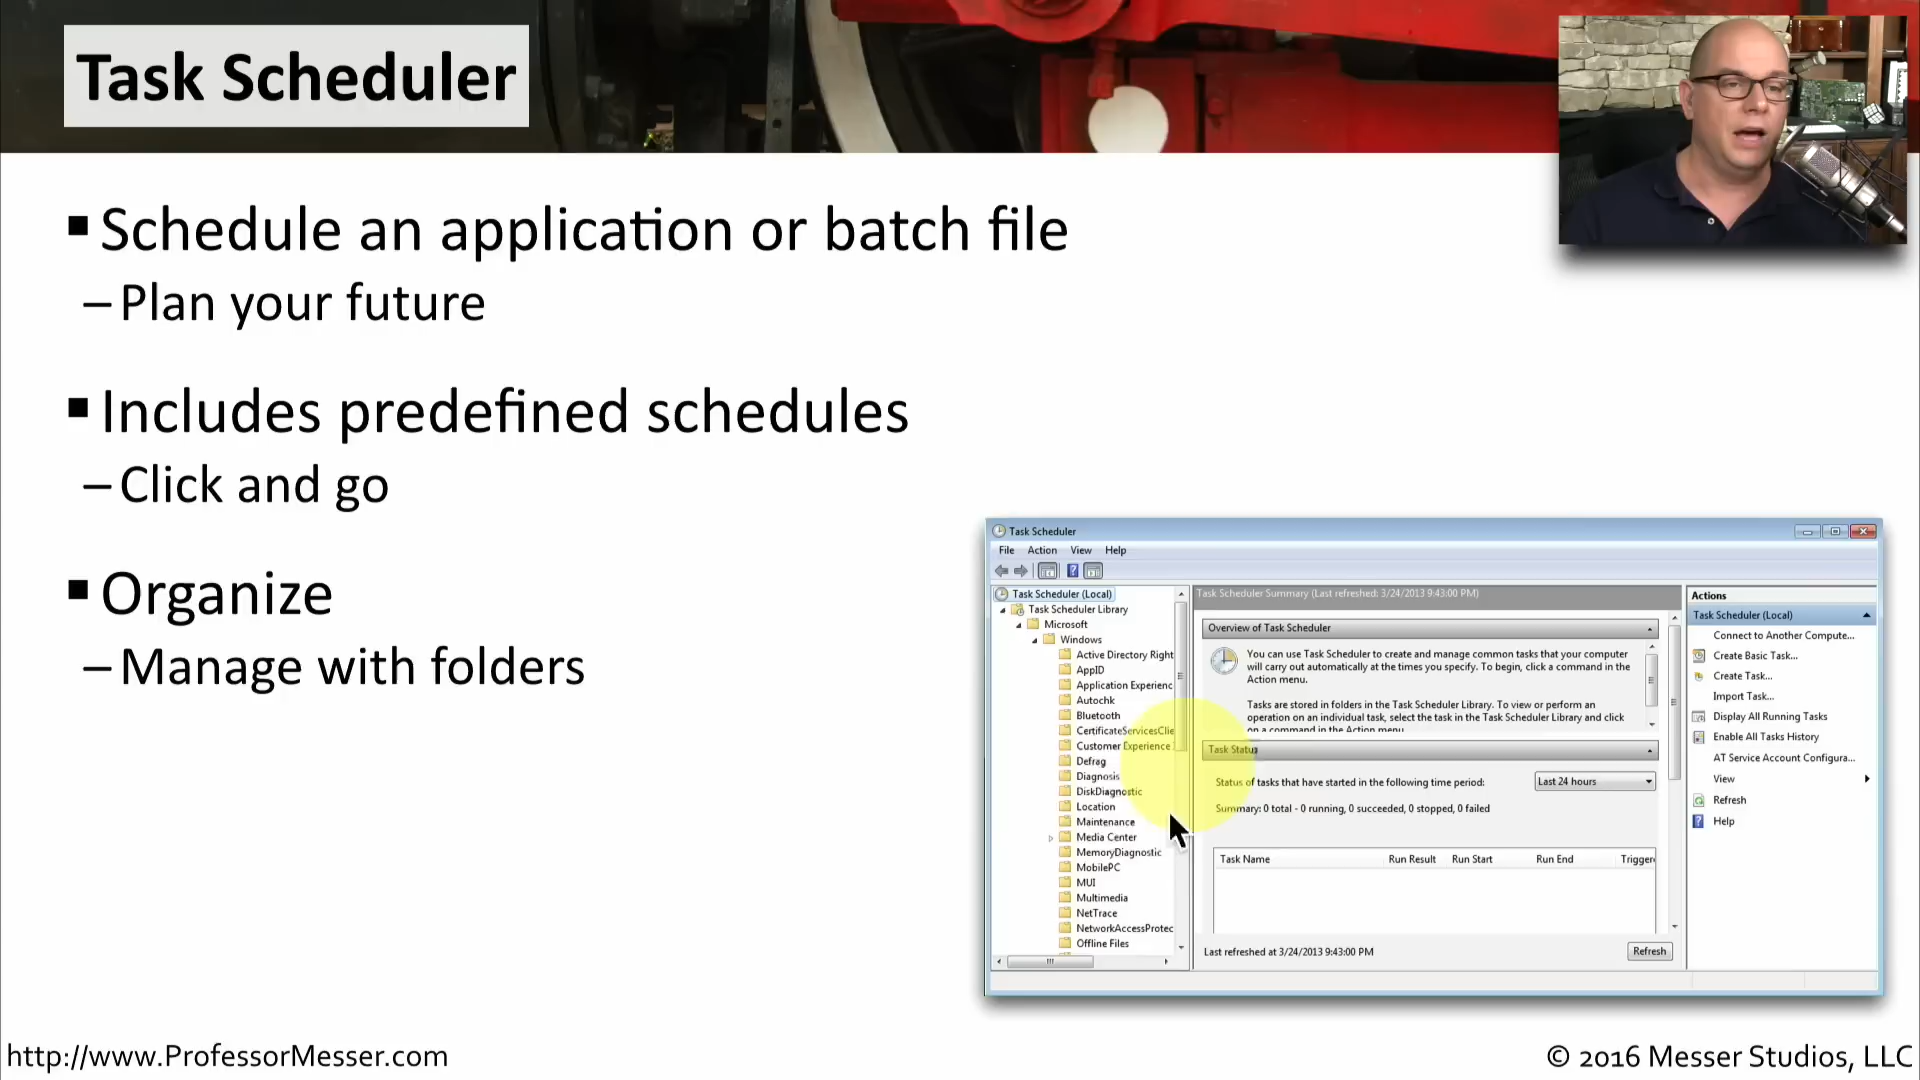 Task Scheduler
▪ Schedule an application or batch file
– Plan your future
▪ Includes predefined schedules
– Click and go
▪ Organize
– Manage with folders
Task Scheduler
File Action View Help
Task Scheduler (Local)
Task Scheduler Library
Microsoft
Windows
Active Directory Right
AppID
Application Experienc
Autochk
Bluetooth
CertificateServicesClie
Customer Experience
Defrag
Diagnosis
DiskDiagnostic
Location
Maintenance
Media Center
MemoryDiagnostic
MobilePC
MUI
Multimedia
NetTrace
NetworkAccessProtec
Offline Files
Task Scheduler Summary (Last refreshed: 3/24/2013 9:43:00 PM)
Overview of Task Scheduler
You can use Task Scheduler to create and manage common tasks that your computer
will carry out automatically at the times you specify. To begin, click a command in the
Action menu.
Tasks are stored in folders in the Task Scheduler Library. To view or perform an
operation on an individual task, select the task in the Task Scheduler Library and click
on a command in the Action menu.
Task Status
Status of tasks that have started in the following time period:
Last 24 hours
Summary: 0 total - 0 running, 0 succeeded, 0 stopped, 0 failed
Task Name Run Result Run Start Run End Trigger
Last refreshed at 3/24/2013 9:43:00 PM
Refresh
Actions
Task Scheduler (Local)
Connect to Another Compute...
Create Basic Task...
Create Task...
Import Task...
Display All Running Tasks
Enable All Tasks History
AT Service Account Configura...
View
Refresh
Help
http://www.ProfessorMesser.com
© 2016 Messer Studios, LLC